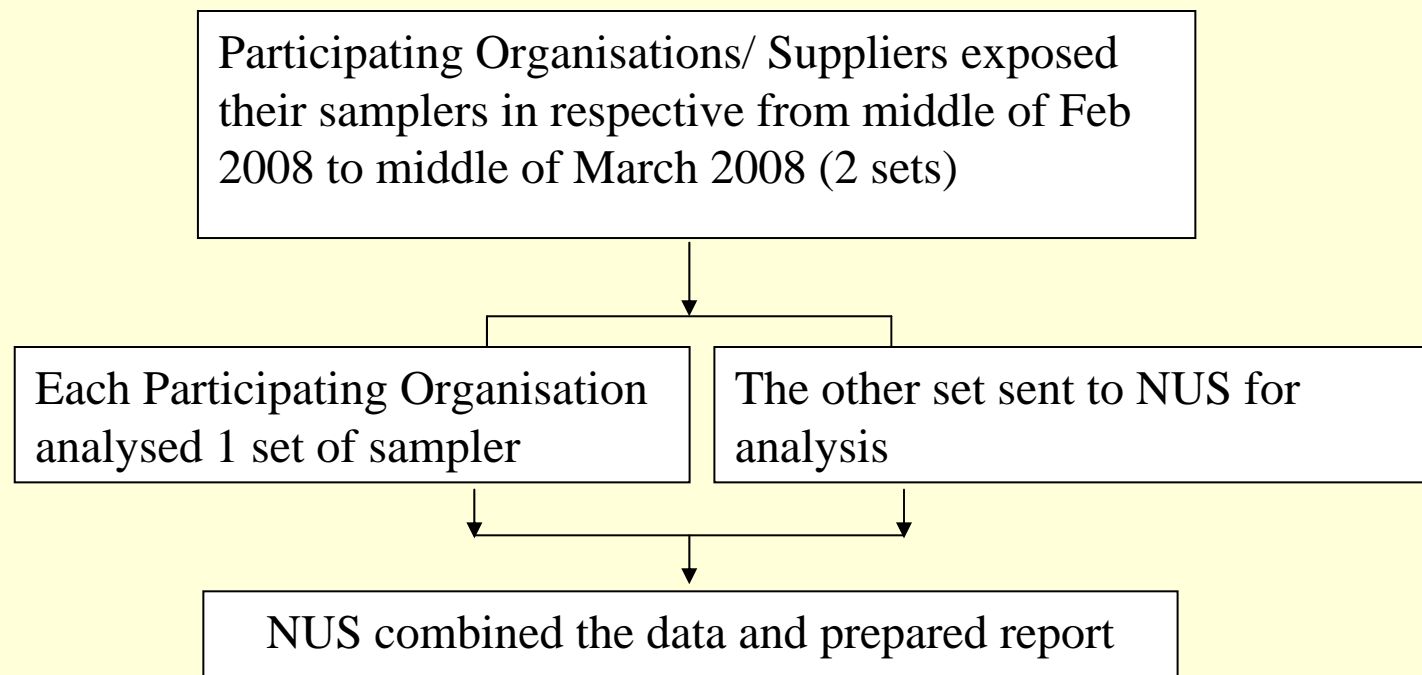 Participating Organisations/ Suppliers exposed
their samplers in respective from middle of Feb
2008 to middle of March 2008 (2 sets)
Each Participating Organisation
analysed 1 set of sampler
The other set sent to NUS for
analysis
NUS combined the data and prepared report